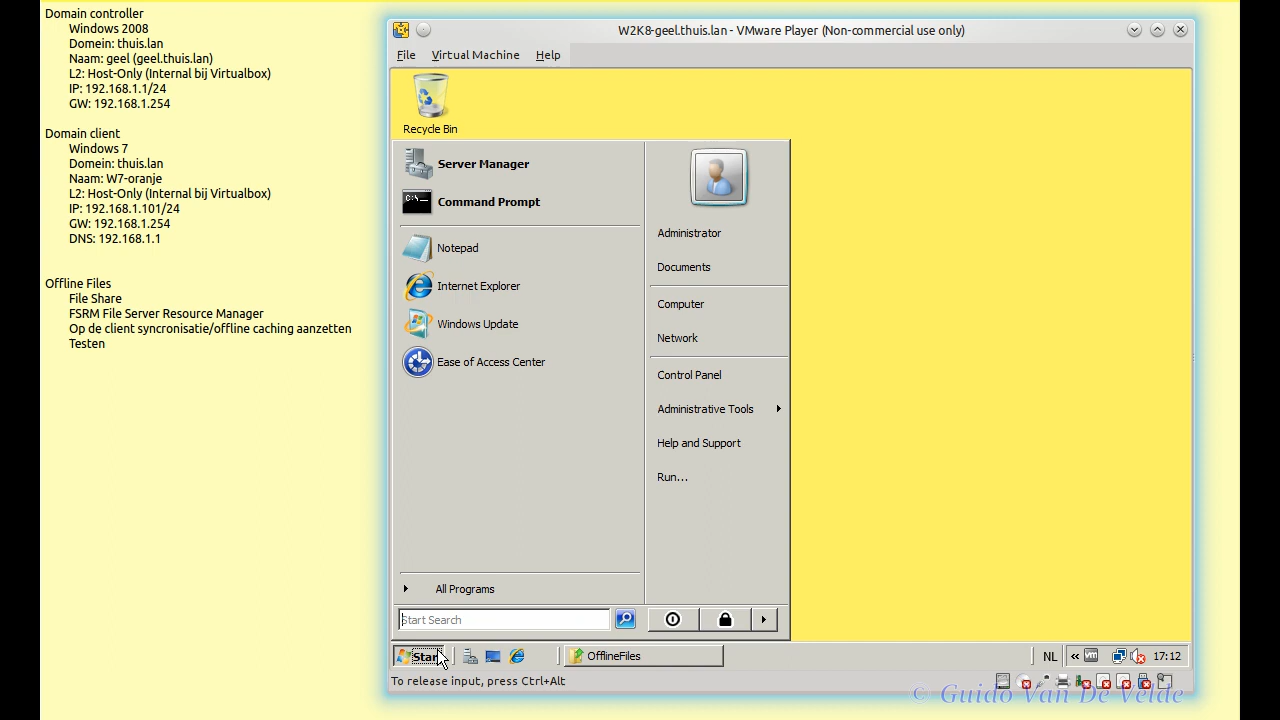 Domain controller
Windows 2008
Domein: thuis.lan
Naam: geel (geel.thuis.lan)
L2: Host-Only (Internal bij Virtualbox)
IP: 192.168.1.1/24
GW: 192.168.1.254
Domain client
Windows 7
Domein: thuis.lan
Naam: W7-oranje
L2: Host-Only (Internal bij Virtualbox)
IP: 192.168.1.101/24
GW: 192.168.1.254
DNS: 192.168.1.1
Offline Files
File Share
FSRM File Server Resource Manager
Op de client syncronisatie/offline caching aanzetten
Testen
W2K8-geel.thuis.lan - VMware Player (Non-commercial use only)
File Virtual Machine Help
Recycle Bin
Server Manager
Command Prompt
Notepad
Internet Explorer
Windows Update
Ease of Access Center
All Programs
Start Search
Administrator
Documents
Computer
Network
Control Panel
Administrative Tools
Help and Support
Run...
Start
OfflineFiles
NL
17:12
To release input, press Ctrl+Alt
© Guido Van De Velde